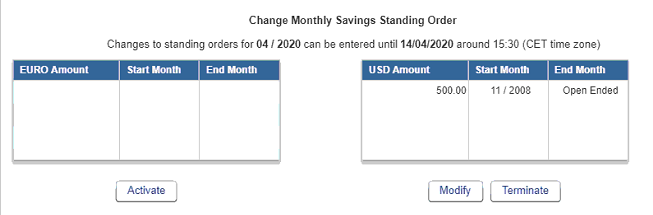 Change Monthly Savings Standing Order
Changes to standing orders for 04 / 2020 can be entered until 14/04/2020 around 15:30 (CET time zone)
EURO Amount Start Month End Month
USD Amount Start Month End Month
500.00 11 / 2008 Open Ended
Activate
Modify Terminate